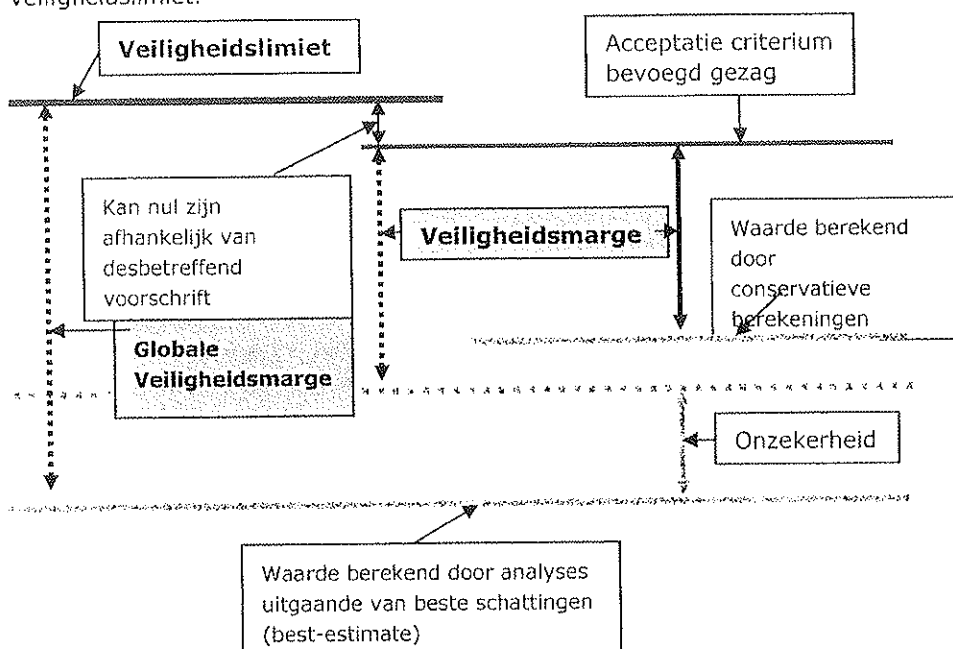 veiligheidslimiet.
Veiligheidslimiet
Acceptatie criterium
bevoegd gezag
Kan nul zijn
afhankelijk van
desbetreffend
voorschrift
Veiligheidsmarge
Waarde berekend
door
conservatieve
berekeningen
Globale
Veiligheidsmarge
Onzekerheid
Waarde berekend door analyses
uitgaande van beste schattingen
(best-estimate)